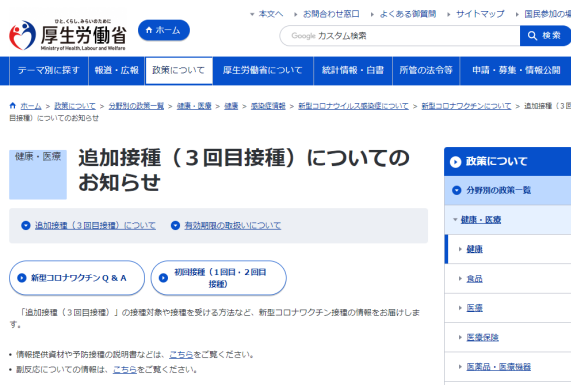 ひと、くらし、みらいのために
厚生労働省
Ministry of Health, Labour and Welfare
ホーム
本文へ お問合わせ窓口 よくある御質問 サイトマップ 国民参加の場
Google カスタム検索 検索
テーマ別に探す 報道・広報 政策について 厚生労働省について 統計情報・白書 所管の法令等 申請・募集・情報公開
ホーム > 政策について > 分野別の政策一覧 > 健康・医療 > 健康 > 感染症情報 > 新型コロナウイルス感染症について > 新型コロナワクチンについて > 追加接種（3回
目接種）についてのお知らせ
健康・医療
追加接種（３回目接種）についての
お知らせ
追加接種（３回目接種）について 有効期限の取扱いについて
新型コロナワクチンＱ＆Ａ
初回接種（１回目・２回目
接種）
「追加接種（３回目接種）」の接種対象や接種を受ける方法など、新型コロナワクチン接種の情報をお届けしま
す。
・情報提供資材や予防接種の説明書などは、こちらをご覧ください。
・副反応についての情報は、こちらをご覧ください。
政策について
分野別の政策一覧
健康・医療
健康
食品
医療
医療保険
医薬品・医療機器